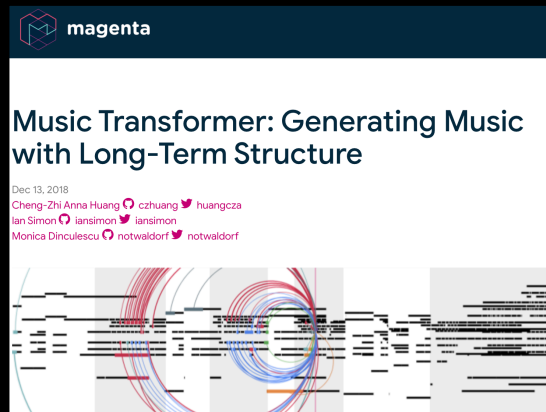 magenta
Music Transformer: Generating Music
with Long-Term Structure
Dec 13, 2018
Cheng-Zhi Anna Huang czhuang huangcza
Ian Simon iansimon iansimon
Monica Dinculescu notwaldorf notwaldorf